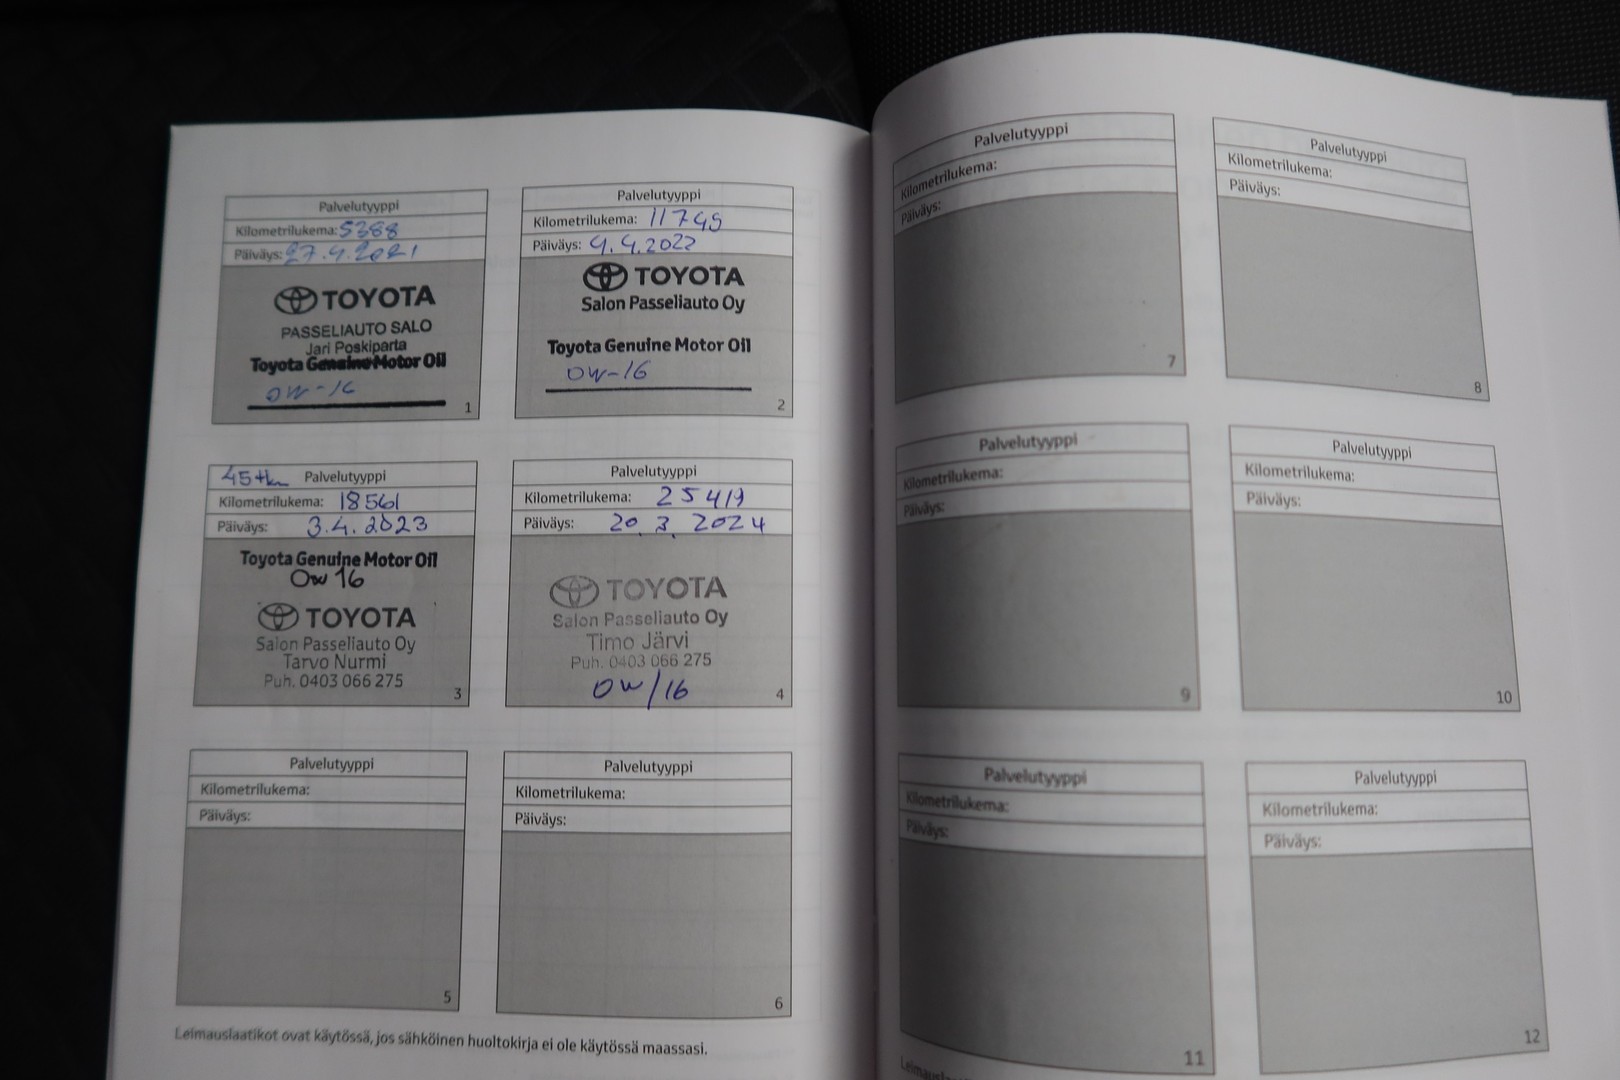 Palvelutyyppi
Kilometrilukema: 5388
Päiväys: 27.4.2021
TOYOTA
PASSELIAUTO SALO
Jari Poskiparta
Toyota Genuine Motor Oil
0W-16
1
Palvelutyyppi
Kilometrilukema: 11749
Päiväys: 4.4.2022
TOYOTA
Salon Passeliauto Oy
Toyota Genuine Motor Oil
0W-16
2
45tkm Palvelutyyppi
Kilometrilukema: 18561
Päiväys: 3.4.2023
Toyota Genuine Motor Oil
0w 16
TOYOTA
Salon Passeliauto Oy
Tarvo Nurmi
Puh. 0403 066 275
3
Palvelutyyppi
Kilometrilukema: 25419
Päiväys: 20.3.2024
TOYOTA
Salon Passeliauto Oy
Timo Järvi
Puh. 0403 066 275
0W/16
4
Palvelutyyppi
Kilometrilukema:
Päiväys:
5
Palvelutyyppi
Kilometrilukema:
Päiväys:
6
Leimauslaatikot ovat käytössä, jos sähköinen huoltokirja ei ole käytössä maassasi.
Palvelutyyppi
Kilometrilukema:
Päiväys:
7
Palvelutyyppi
Kilometrilukema:
Päiväys:
8
Palvelutyyppi
Kilometrilukema:
Päiväys:
9
Palvelutyyppi
Kilometrilukema:
Päiväys:
10
Palvelutyyppi
Kilometrilukema:
Päiväys:
11
Palvelutyyppi
Kilometrilukema:
Päiväys:
12